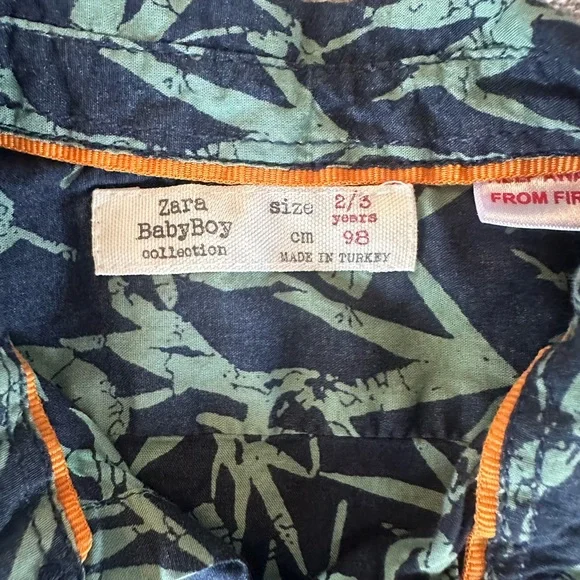 Zara
BabyBoy
collection
size 2/3
years
cm 98
MADE IN TURKEY
FROM FIR